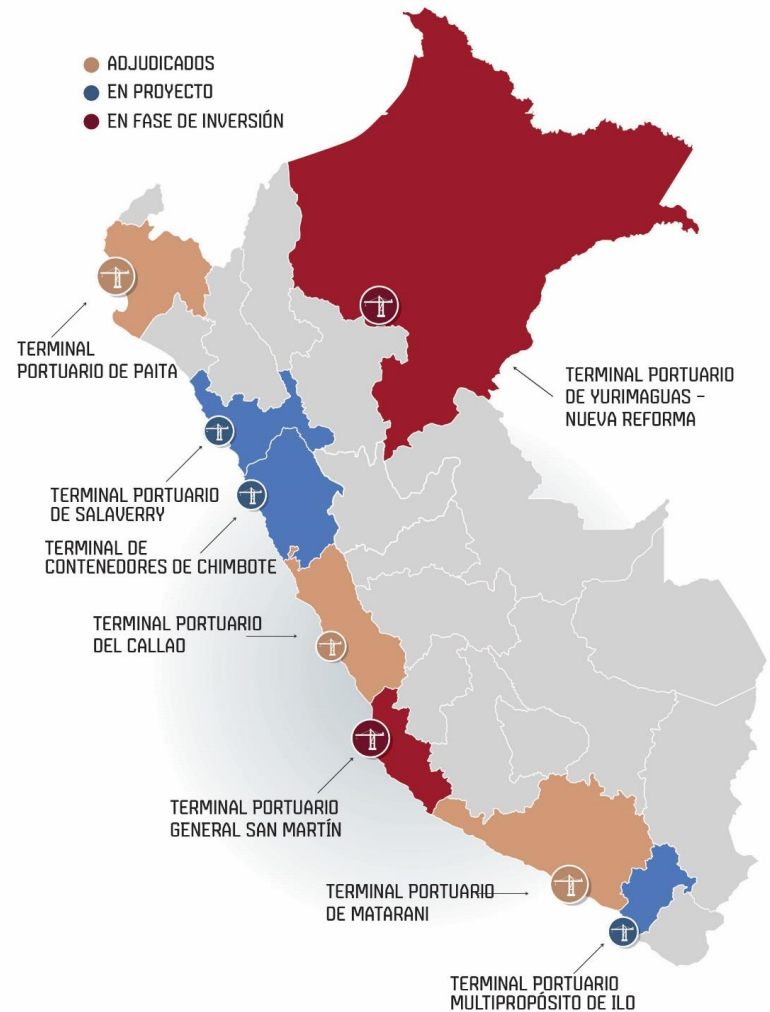 ADJUDICADOS
EN PROYECTO
EN FASE DE INVERSIÓN
TERMINAL
PORTUARIO DE PAITA
TERMINAL PORTUARIO
DE YURIMAGUAS –
NUEVA REFORMA
TERMINAL PORTUARIO
DE SALAVERRY
TERMINAL DE
CONTENEDORES DE CHIMBOTE
TERMINAL PORTUARIO
DEL CALLAO
TERMINAL PORTUARIO
GENERAL SAN MARTÍN
TERMINAL PORTUARIO
DE MATARANI
TERMINAL PORTUARIO
MULTIPROPÓSITO DE ILO